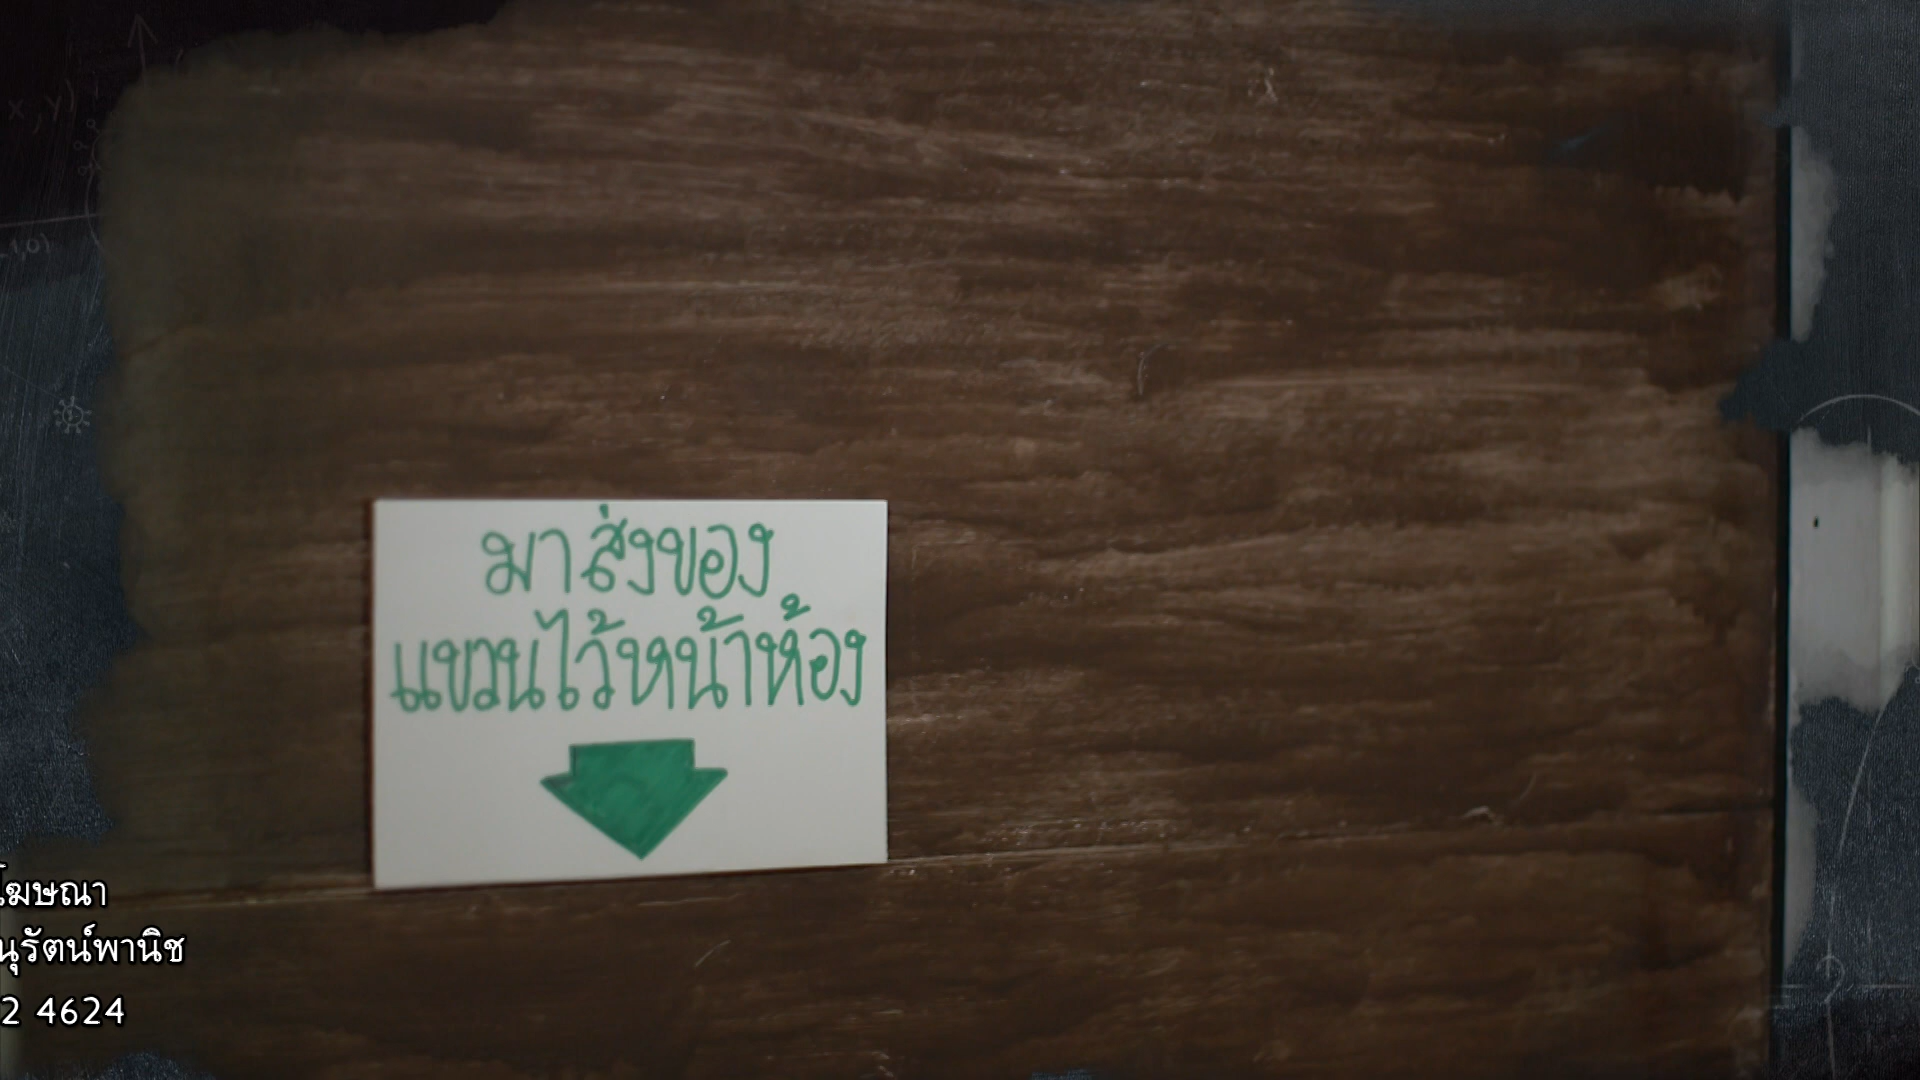 มาส่งของ
แขวนไว้หน้าห้อง
โฆษณา
นุรัตน์พานิช
2 4624